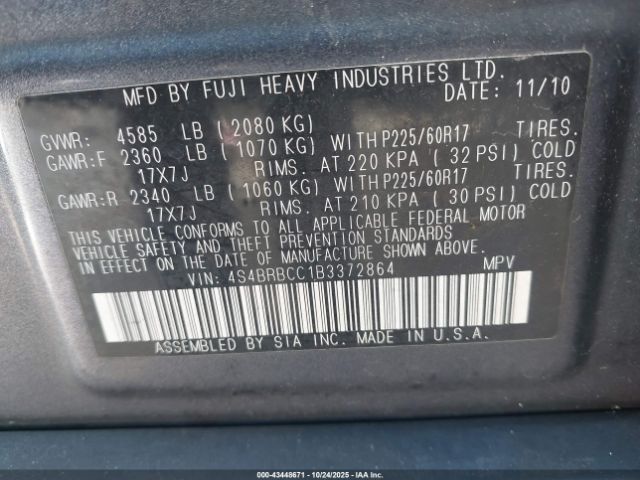 MFD BY FUJI HEAVY INDUSTRIES LTD.
DATE: 11/10
GVWR: 4585 LB (2080 KG)
GAWR:F 2360 LB (1070 KG) WITH P225/60R17 TIRES.
17X7J RIMS. AT 220 KPA (32 PSI) COLD
GAWR:R 2340 LB (1060 KG) WITH P225/60R17 TIRES.
17X7J RIMS. AT 210 KPA (30 PSI) COLD
THIS VEHICLE CONFORMS TO ALL APPLICABLE FEDERAL MOTOR
VEHICLE SAFETY AND THEFT PREVENTION STANDARDS
IN EFFECT ON THE DATE OF MANUFACTURE SHOWN ABOVE.
VIN: 4S4BRBCC1B3372864 MPV
ASSEMBLED BY SIA INC. MADE IN U.S.A.
000-43448671 - 10/24/2025 - www.iaai.com